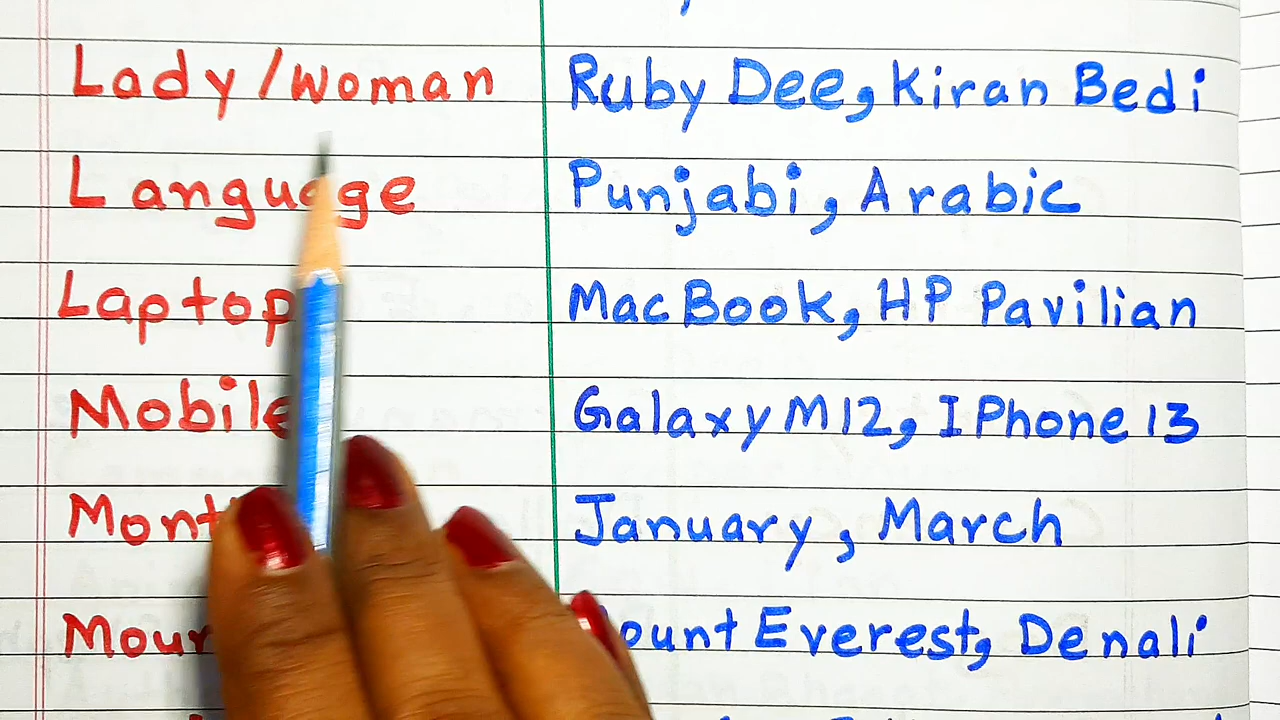 Lady/Woman Ruby Dee, Kiran Bedi
Language Punjabi, Arabic
Laptop MacBook, HP Pavilian
Mobile Galaxy M12, IPhone 13
January, March
Everest, Denali